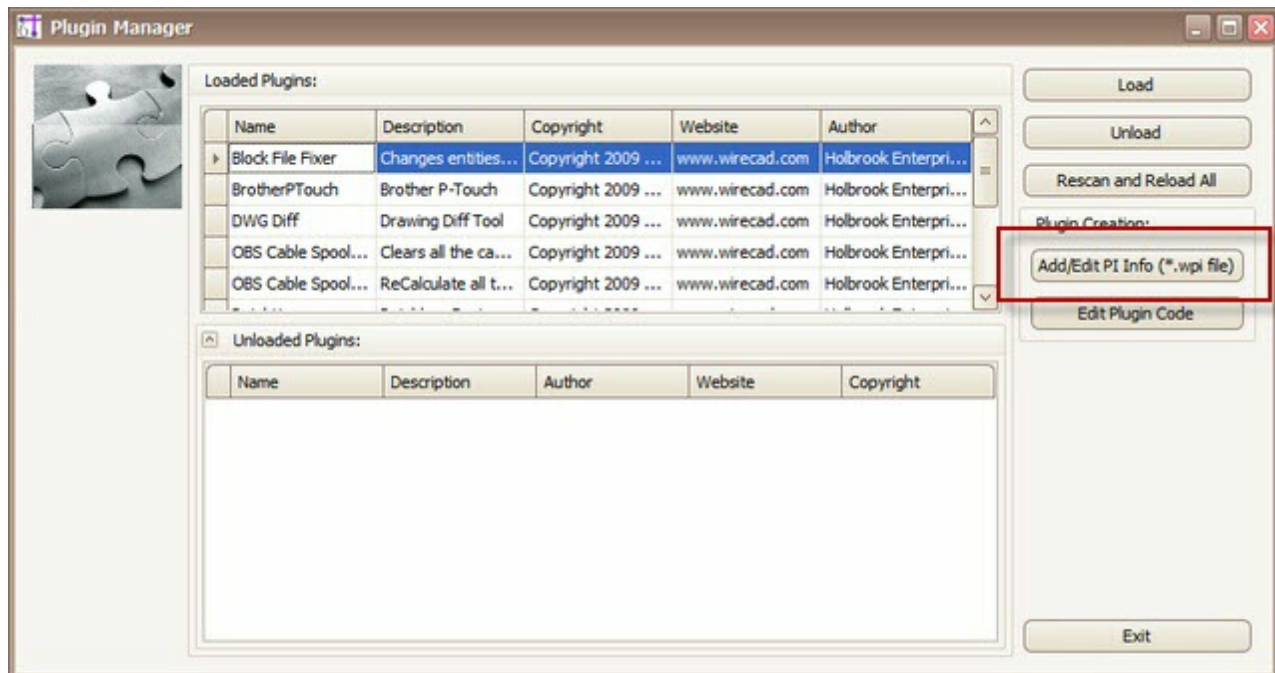 Plugin Manager
Loaded Plugins:
Name Description Copyright Website Author
Block File Fixer Changes entities... Copyright 2009 ... www.wirecad.com Holbrook Enterpri...
BrotherPTouch Brother P-Touch Copyright 2009 ... www.wirecad.com Holbrook Enterpri...
DWG Diff Drawing Diff Tool Copyright 2009 ... www.wirecad.com Holbrook Enterpri...
OBS Cable Spool... Clears all the ca... Copyright 2009 ... www.wirecad.com Holbrook Enterpri...
OBS Cable Spool... ReCalculate all t... Copyright 2009 ... www.wirecad.com Holbrook Enterpri...
Unloaded Plugins:
Name Description Author Website Copyright
Load
Unload
Rescan and Reload All
Plugin Creation:
Add/Edit PI Info (*.wpi file)
Edit Plugin Code
Exit